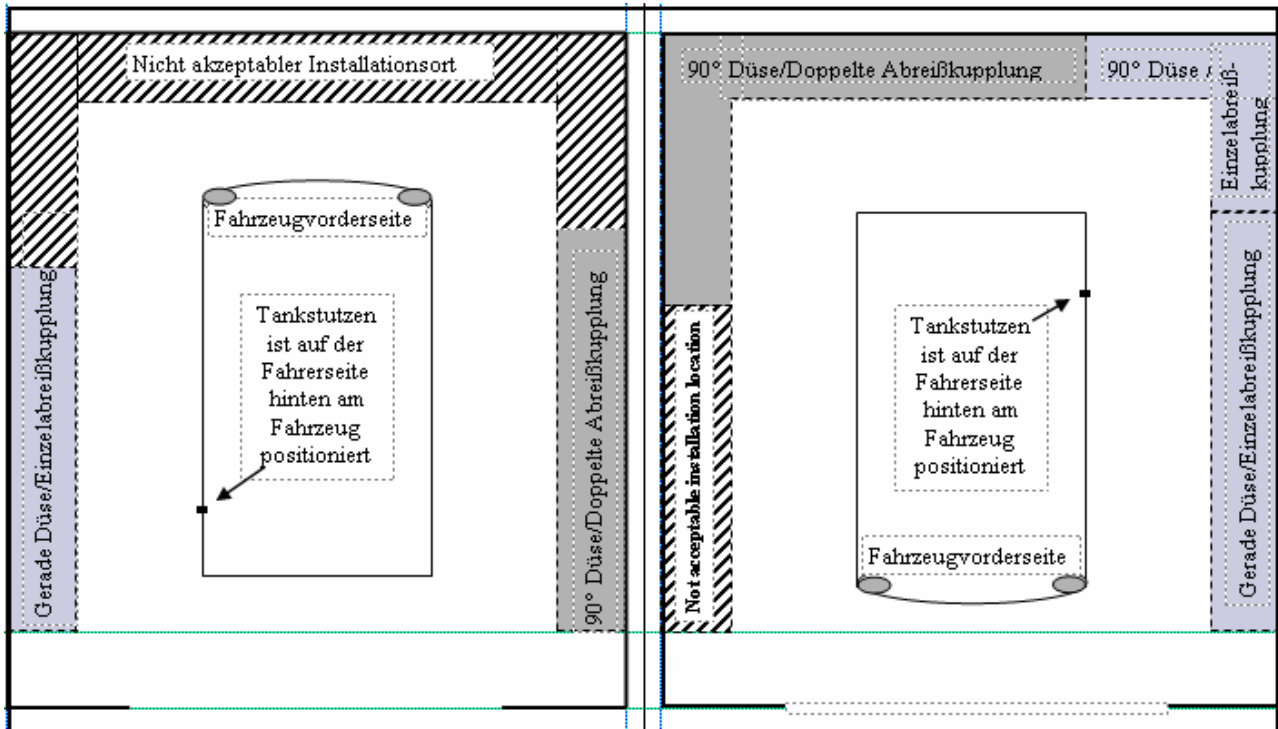 Nicht akzeptabler Installationsort
Fahrzeugvorderseite
Tankstutzen
ist auf der
Fahrerseite
hinten am
Fahrzeug
positioniert
Gerade Düse/Einzelabreißkupplung
90° Düse/Doppelte Abreißkupplung
90° Düse/Doppelte Abreißkupplung
90° Düse /
Einzelabreiß-
kupplung
Not acceptable installation location
Tankstutzen
ist auf der
Fahrerseite
hinten am
Fahrzeug
positioniert
Fahrzeugvorderseite
Gerade Düse/Einzelabreißkupplung